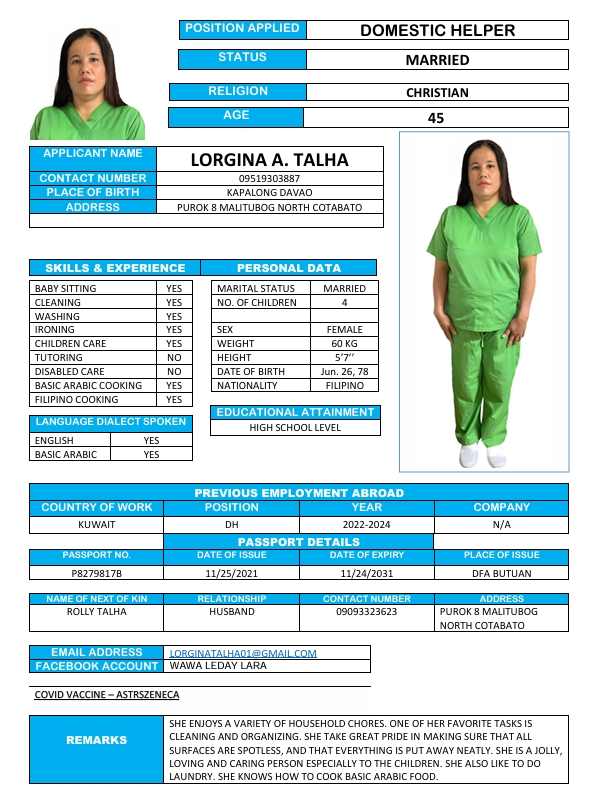 POSITION APPLIED DOMESTIC HELPER
STATUS MARRIED
RELIGION CHRISTIAN
AGE 45
APPLICANT NAME LORGINA A. TALHA
CONTACT NUMBER 09519303887
PLACE OF BIRTH KAPALONG DAVAO
ADDRESS PUROK 8 MALITUBOG NORTH COTABATO
SKILLS & EXPERIENCE
BABY SITTING YES
CLEANING YES
WASHING YES
IRONING YES
CHILDREN CARE YES
TUTORING NO
DISABLED CARE NO
BASIC ARABIC COOKING YES
FILIPINO COOKING YES
LANGUAGE DIALECT SPOKEN
ENGLISH YES
BASIC ARABIC YES
PERSONAL DATA
MARITAL STATUS MARRIED
NO. OF CHILDREN 4
SEX FEMALE
WEIGHT 60 KG
HEIGHT 5'7''
DATE OF BIRTH Jun. 26, 78
NATIONALITY FILIPINO
EDUCATIONAL ATTAINMENT
HIGH SCHOOL LEVEL
PREVIOUS EMPLOYMENT ABROAD
COUNTRY OF WORK POSITION YEAR COMPANY
KUWAIT DH 2022-2024 N/A
PASSPORT DETAILS
PASSPORT NO. DATE OF ISSUE DATE OF EXPIRY PLACE OF ISSUE
P8279817B 11/25/2021 11/24/2031 DFA BUTUAN
NAME OF NEXT OF KIN RELATIONSHIP CONTACT NUMBER ADDRESS
ROLLY TALHA HUSBAND 09093323623 PUROK 8 MALITUBOG
NORTH COTABATO
EMAIL ADDRESS LORGINATALHA01@GMAIL.COM
FACEBOOK ACCOUNT WAWA LEDAY LARA
COVID VACCINE – ASTRSZENECA
REMARKS
SHE ENJOYS A VARIETY OF HOUSEHOLD CHORES. ONE OF HER FAVORITE TASKS IS
CLEANING AND ORGANIZING. SHE TAKE GREAT PRIDE IN MAKING SURE THAT ALL
SURFACES ARE SPOTLESS, AND THAT EVERYTHING IS PUT AWAY NEATLY. SHE IS A JOLLY,
LOVING AND CARING PERSON ESPECIALLY TO THE CHILDREN. SHE ALSO LIKE TO DO
LAUNDRY. SHE KNOWS HOW TO COOK BASIC ARABIC FOOD.